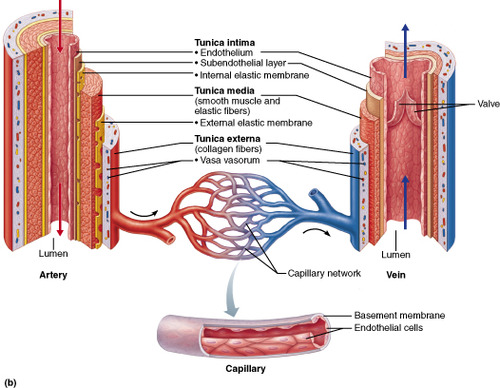 Tunica intima
• Endothelium
• Subendothelial layer
• Internal elastic membrane
Tunica media
(smooth muscle and
elastic fibers)
• External elastic membrane
Tunica externa
(collagen fibers)
• Vasa vasorum
Valve
Lumen
Artery
Capillary network
Lumen
Vein
Basement membrane
Endothelial cells
Capillary
(b)